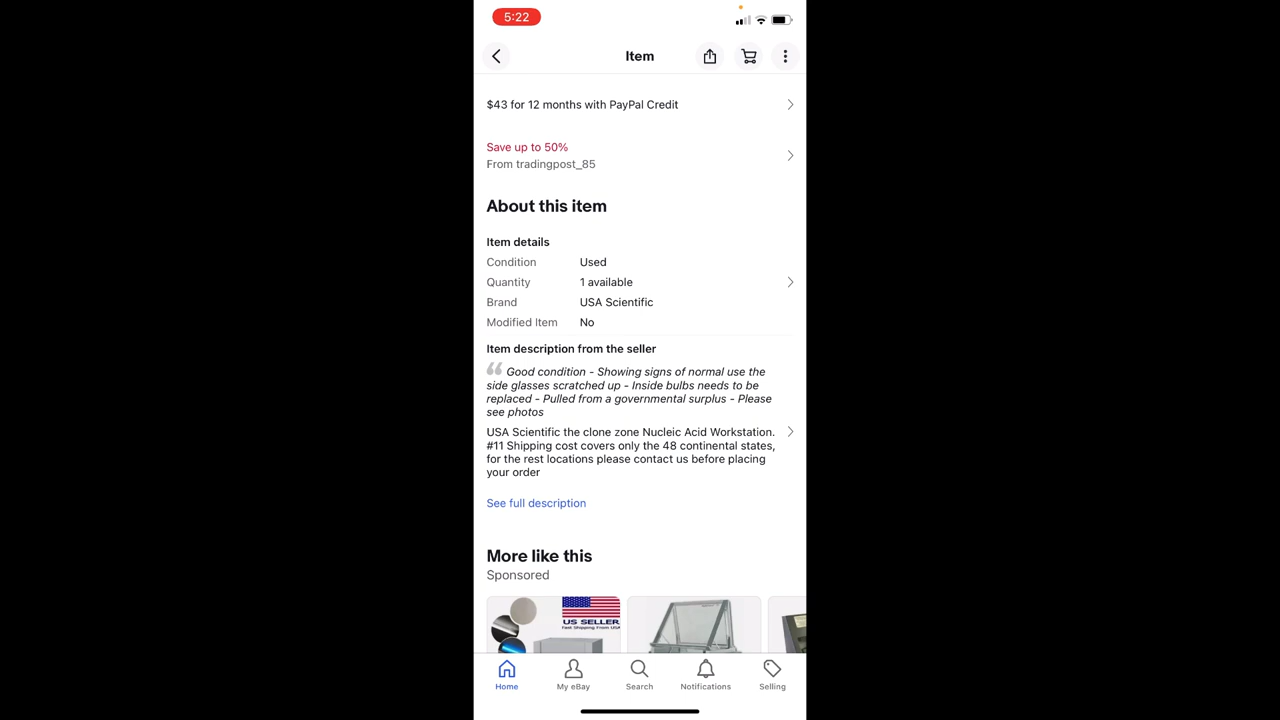 5:22
Item
$43 for 12 months with PayPal Credit
Save up to 50%
From tradingpost_85
About this item
Item details
Condition Used
Quantity 1 available
Brand USA Scientific
Modified Item No
Item description from the seller
“ Good condition - Showing signs of normal use the
side glasses scratched up - Inside bulbs needs to be
replaced - Pulled from a governmental surplus - Please
see photos
USA Scientific the clone zone Nucleic Acid Workstation.
#11 Shipping cost covers only the 48 continental states,
for the rest locations please contact us before placing
your order
See full description
More like this
Sponsored
US SELLER
Fast Shipping From USA
Home My eBay Search Notifications Selling